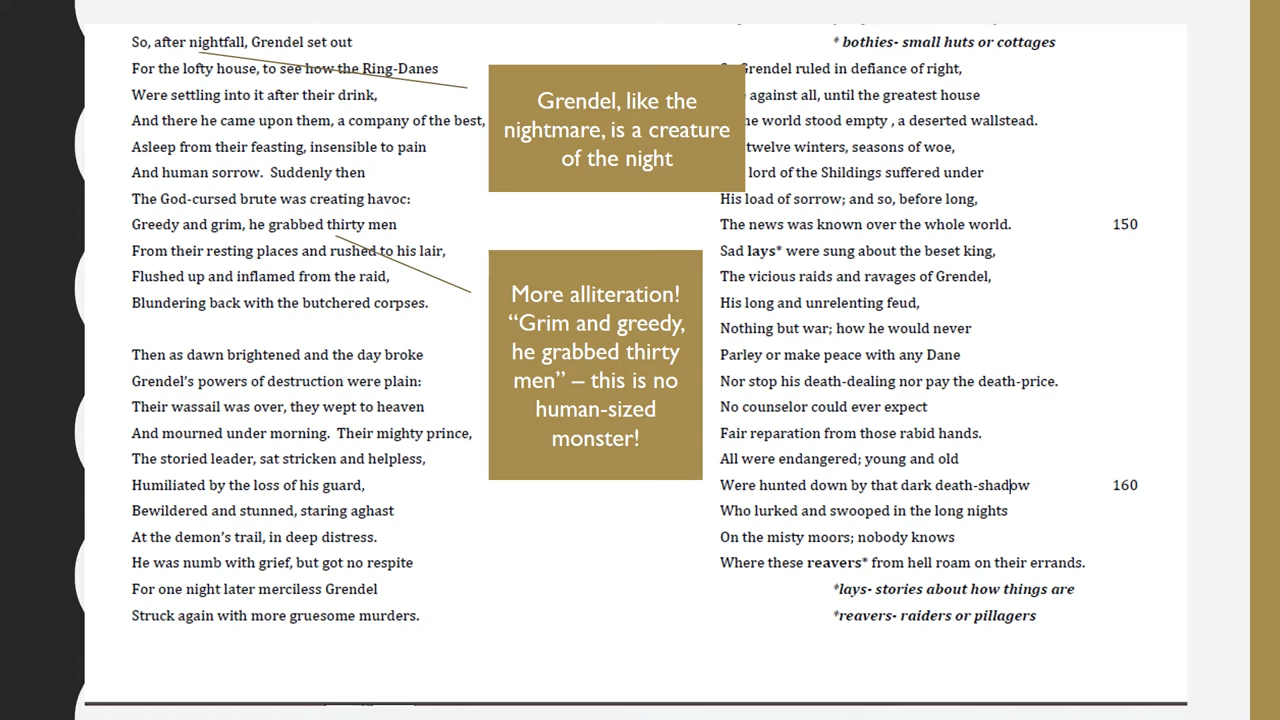 So, after nightfall, Grendel set out
For the lofty house, to see how the Ring-Danes
Were settling into it after their drink,
And there he came upon them, a company of the best,
Asleep from their feasting, insensible to pain
And human sorrow.  Suddenly then
The God-cursed brute was creating havoc:
Greedy and grim, he grabbed thirty men
From their resting places and rushed to his lair,
Flushed up and inflamed from the raid,
Blundering back with the butchered corpses.
Then as dawn brightened and the day broke
Grendel's powers of destruction were plain:
Their wassail was over, they wept to heaven
And mourned under morning.  Their mighty prince,
The storied leader, sat stricken and helpless,
Humiliated by the loss of his guard,
Bewildered and stunned, staring aghast
At the demon's trail, in deep distress.
He was numb with grief, but got no respite
For one night later merciless Grendel
Struck again with more gruesome murders.
Grendel, like the
nightmare, is a creature
of the night
More alliteration!
“Grim and greedy,
he grabbed thirty
men” – this is no
human-sized
monster!
* bothies- small huts or cottages
Grendel ruled in defiance of right,
against all, until the greatest house
world stood empty , a deserted wallstead.
twelve winters, seasons of woe,
lord of the Shildings suffered under
His load of sorrow; and so, before long,
The news was known over the whole world. 150
Sad lays* were sung about the beset king,
The vicious raids and ravages of Grendel,
His long and unrelenting feud,
Nothing but war; how he would never
Parley or make peace with any Dane
Nor stop his death-dealing nor pay the death-price.
No counselor could ever expect
Fair reparation from those rabid hands.
All were endangered; young and old
Were hunted down by that dark death-shadow 160
Who lurked and swooped in the long nights
On the misty moors; nobody knows
Where these reavers* from hell roam on their errands.
*lays- stories about how things are
*reavers- raiders or pillagers